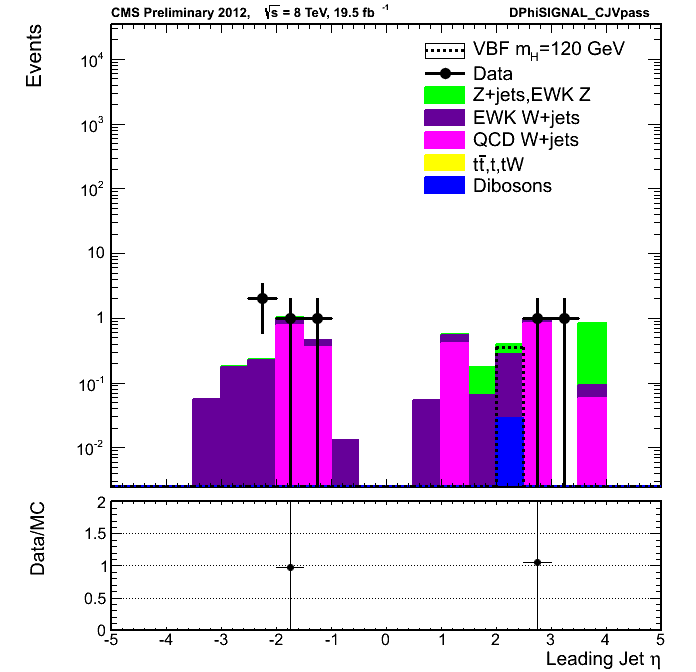 CMS Preliminary 2012, √s = 8 TeV, 19.5 fb⁻¹ DPhiSIGNAL_CJVpass
Events
VBF m_H=120 GeV
Data
Z+jets,EWK Z
EWK W+jets
QCD W+jets
tt̄,t,tW
Dibosons
10⁴
10³
10²
10
1
10⁻¹
10⁻²
Data/MC
2
1.5
1
0.5
0
-5 -4 -3 -2 -1 0 1 2 3 4 5
Leading Jet η